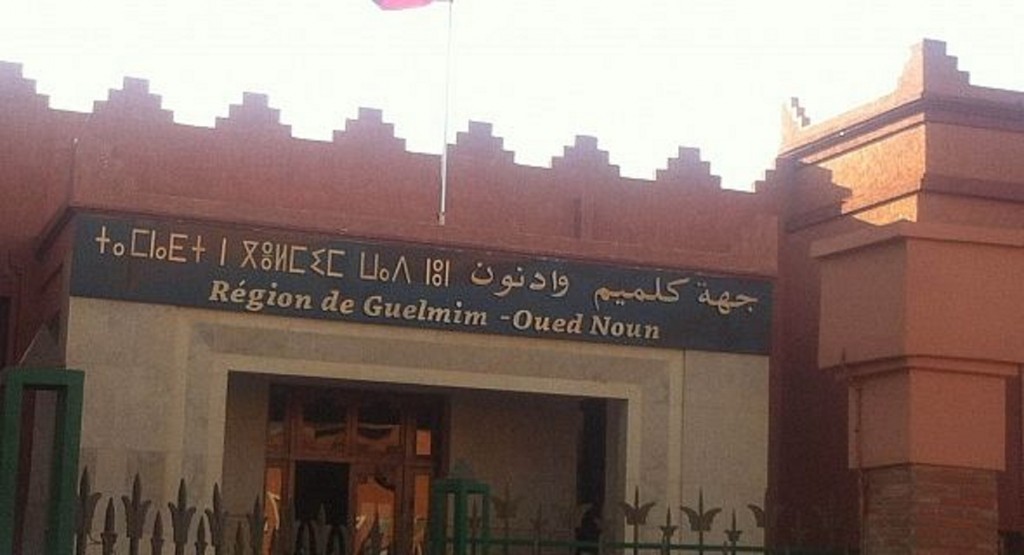 ⵜⴰⵎⵏⴰⴹⵜ ⵏ ⴳⵓⵍⵎⵉⵎ ⵡⴰⴷ ⵏⵓⵏ جهة كلميم وادنون
Région de Guelmim -Oued Noun